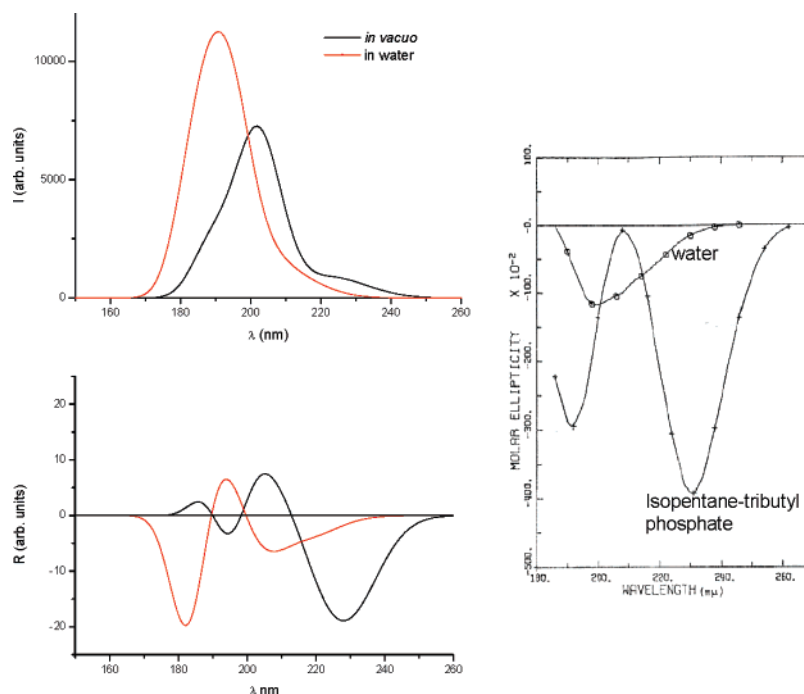 in vacuo
in water
10000
5000
0
I (arb. units)
160 180 200 220 240 260
λ (nm)
20
10
0
-10
-20
R (arb. units)
160 180 200 220 240 260
λ nm
100.
-0.
-100.
-200.
-300.
-400.
-500.
MOLAR ELLIPTICITY
X 10⁻²
water
Isopentane-tributyl
phosphate
180. 200. 220. 240. 260.
WAVELENGTH (mμ)